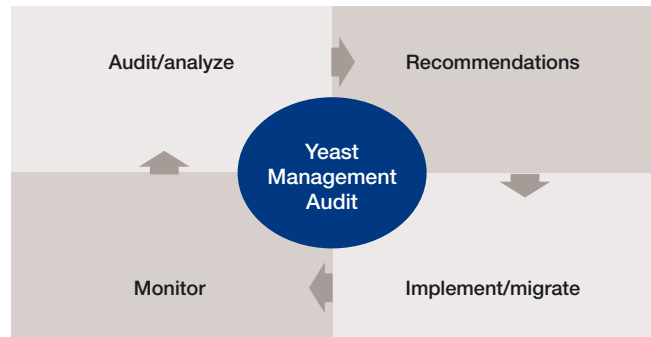 Audit/analyze
Recommendations
Yeast
Management
Audit
Monitor
Implement/migrate